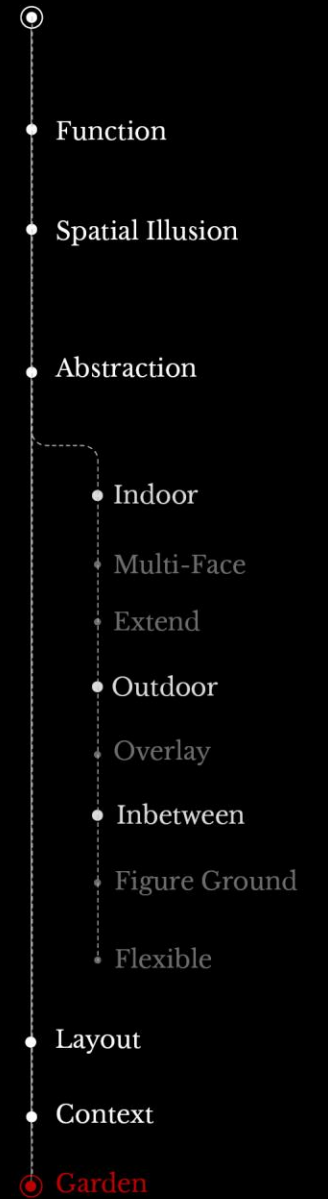 Function
Spatial Illusion
Abstraction
Indoor
Multi-Face
Extend
Outdoor
Overlay
Inbetween
Figure Ground
Flexible
Layout
Context
Garden